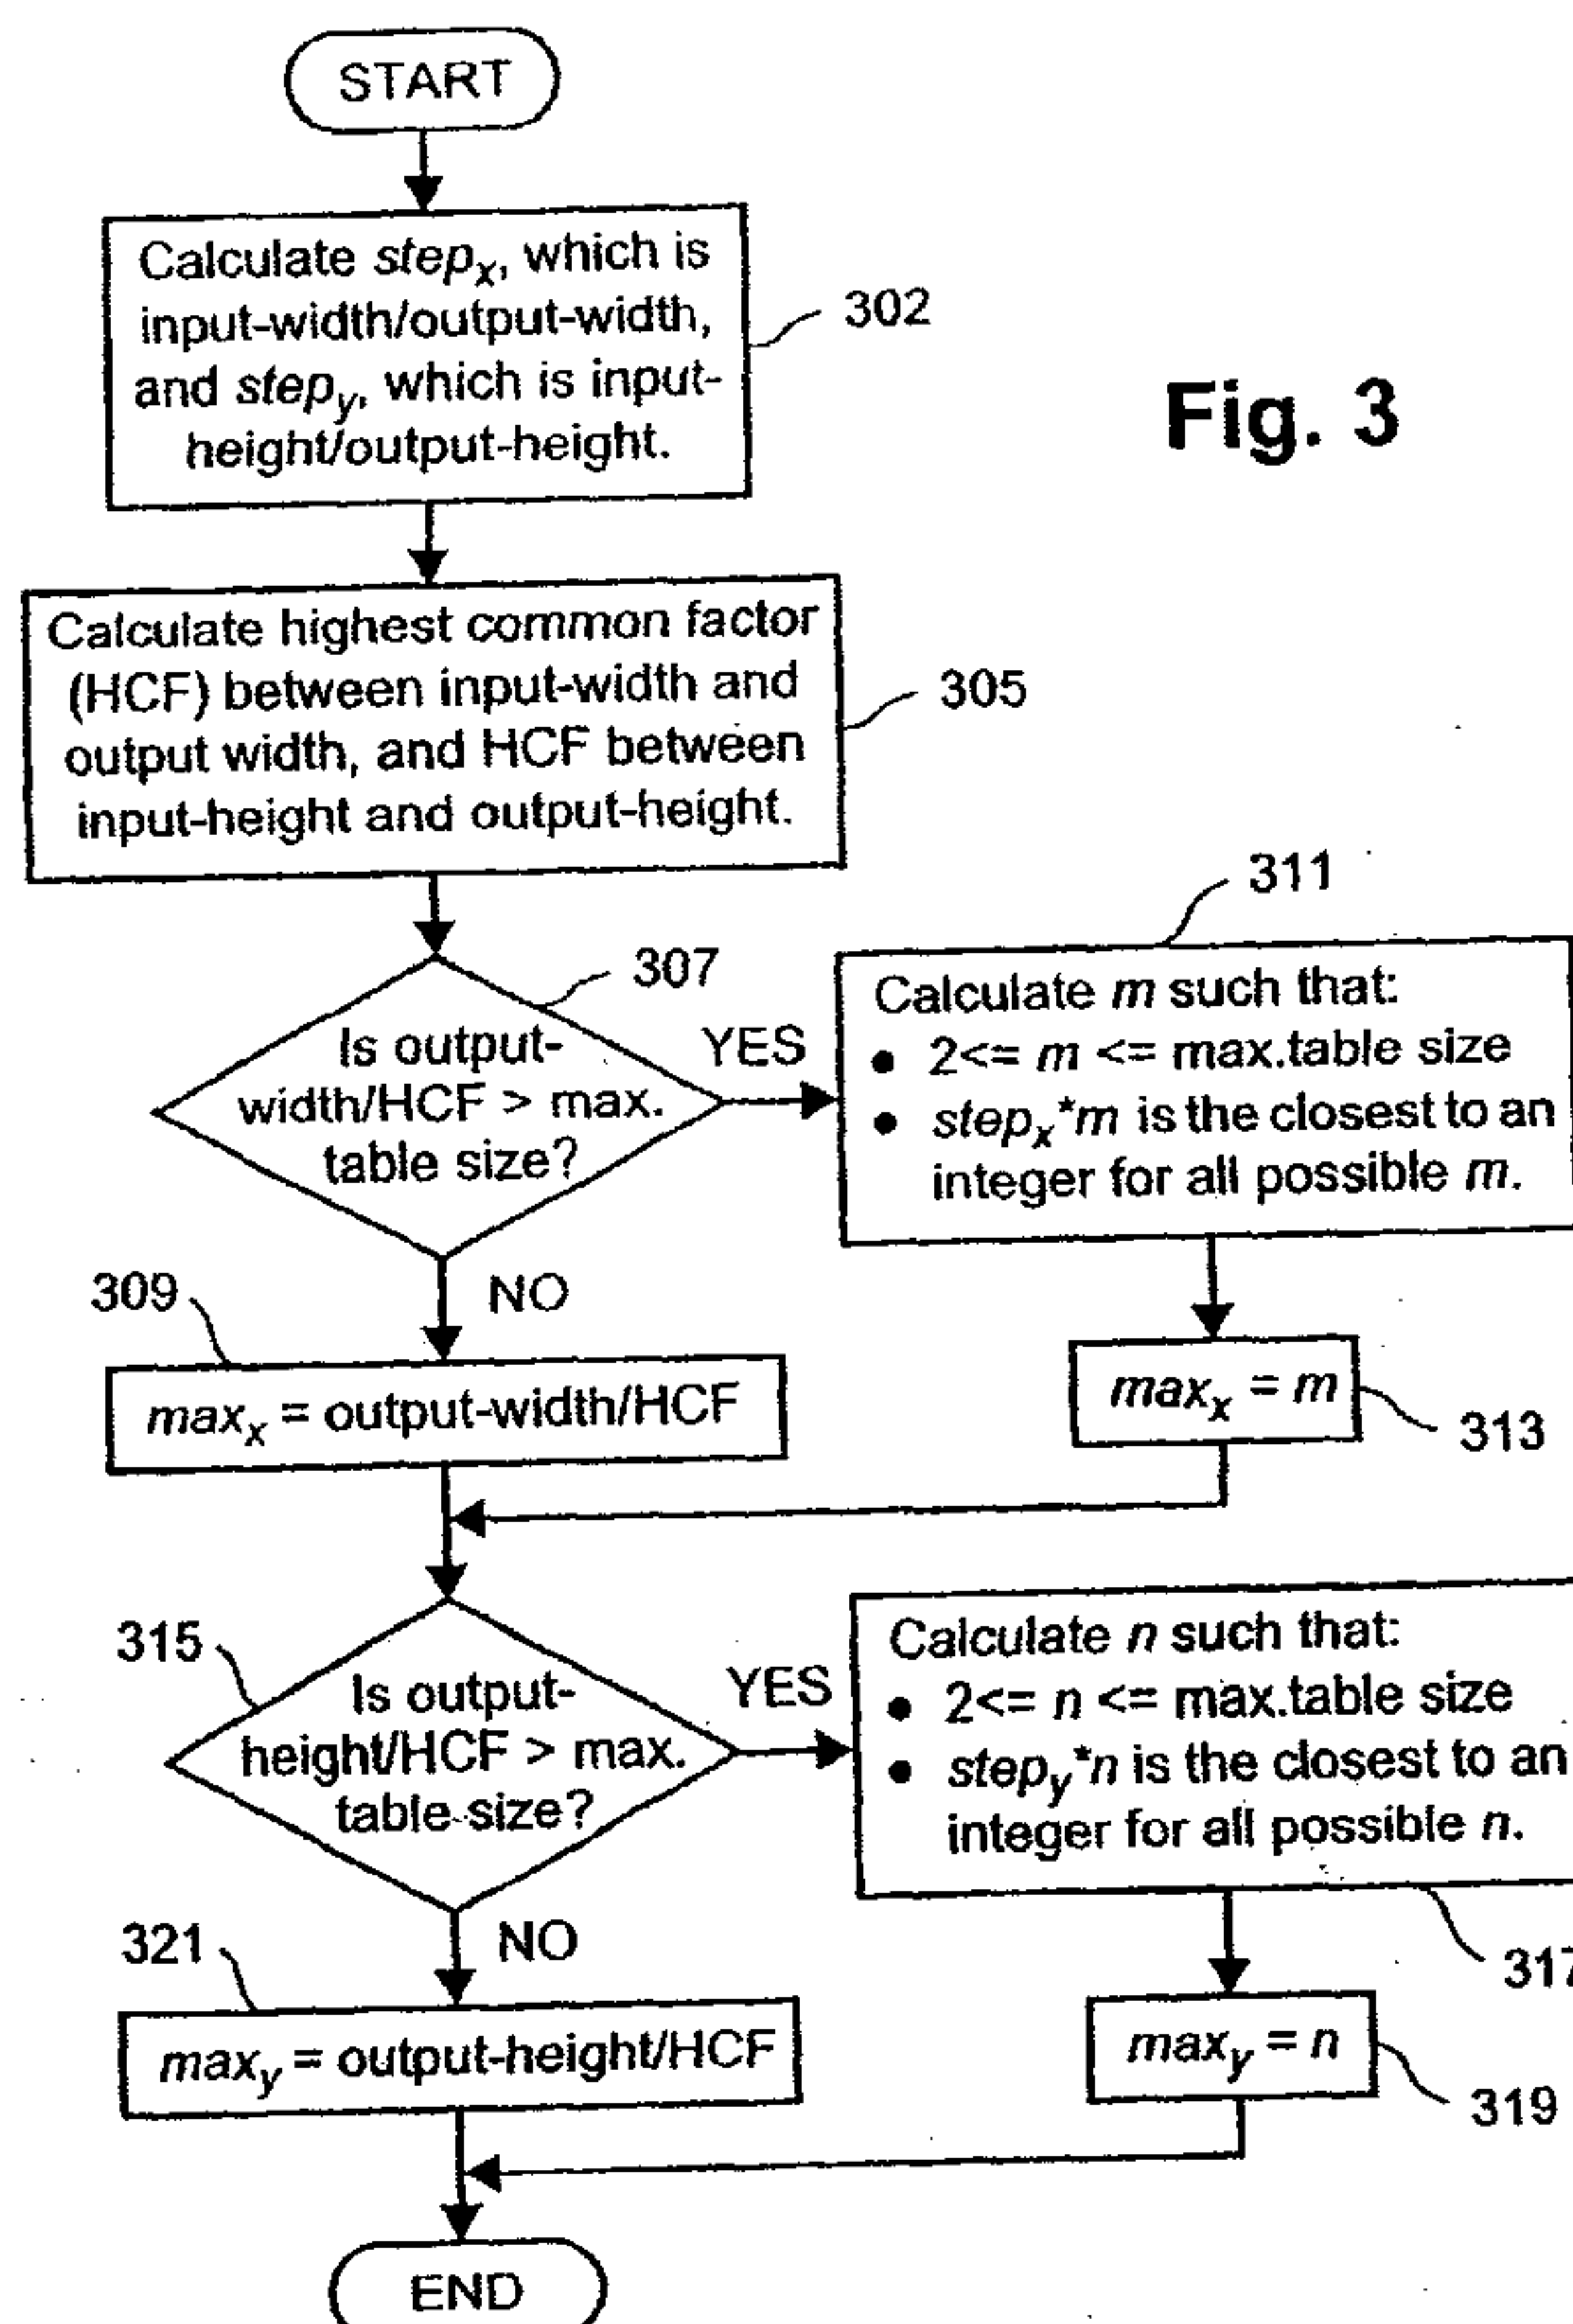 START
Calculate stepx, which is
input-width/output-width,
and stepy, which is input-
height/output-height.
302
Fig. 3
Calculate highest common factor
(HCF) between input-width and
output width, and HCF between
input-height and output-height.
305
311
307
Is output-
width/HCF > max.
table size?
YES
Calculate m such that:
• 2<= m <= max.table size
• stepx*m is the closest to an
integer for all possible m.
309
NO
maxx = output-width/HCF
maxx = m
313
315
Is output-
height/HCF > max.
table size?
YES
Calculate n such that:
• 2<= n <= max.table size
• stepy*n is the closest to an
integer for all possible n.
317
321
NO
maxy = output-height/HCF
maxy = n
319
END